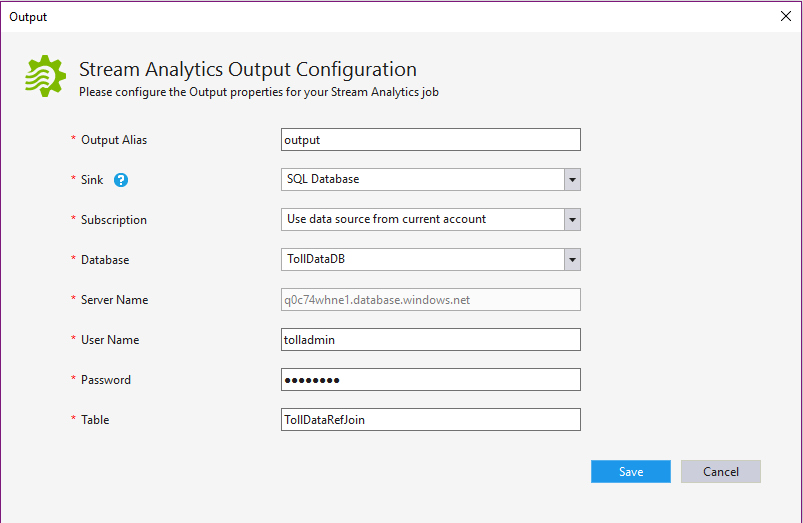 Output
Stream Analytics Output Configuration
Please configure the Output properties for your Stream Analytics job
* Output Alias output
* Sink ? SQL Database
* Subscription Use data source from current account
* Database TollDataDB
* Server Name q0c74whne1.database.windows.net
* User Name tolladmin
* Password ●●●●●●●●
* Table TollDataRefJoin
Save Cancel